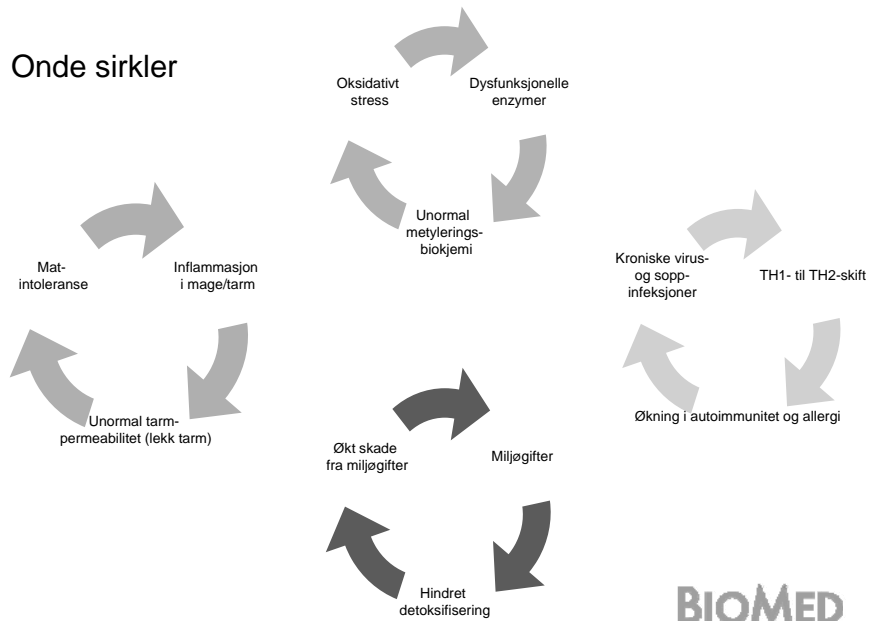 Onde sirkler
Oksidativt
stress
Dysfunksjonelle
enzymer
Unormal
metylerings-
biokjemi
Mat-
intoleranse
Inflammasjon
i mage/tarm
Unormal tarm-
permeabilitet (lekk tarm)
Kroniske virus-
og sopp-
infeksjoner
TH1- til TH2-skift
Økning i autoimmunitet og allergi
Økt skade
fra miljøgifter
Miljøgifter
Hindret
detoksifisering
BIOMED